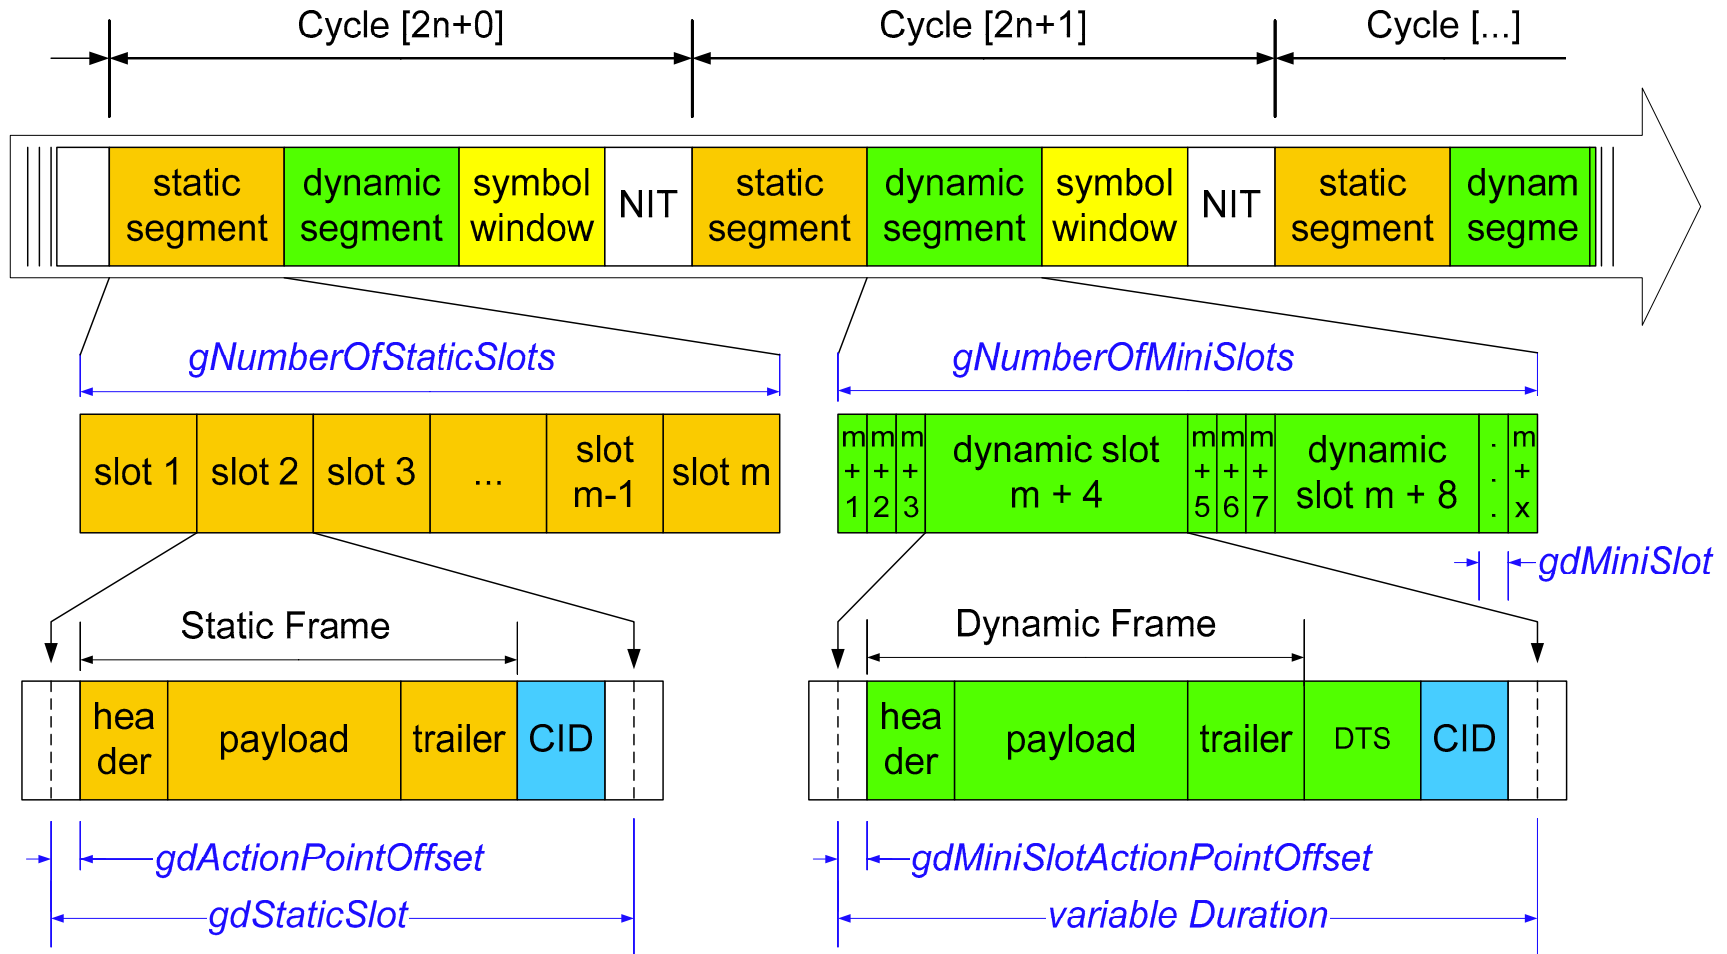 Cycle [2n+0]
Cycle [2n+1]
Cycle [...]
static
segment
dynamic
segment
symbol
window
NIT
static
segment
dynamic
segment
symbol
window
NIT
static
segment
dynam
segme
gNumberOfStaticSlots
gNumberOfMiniSlots
slot 1
slot 2
slot 3
...
slot
m-1
slot m
m
+
1
m
+
2
m
+
3
dynamic slot
m + 4
m
+
5
m
+
6
m
+
7
dynamic
slot m + 8
.
.
.
m
+
x
gdMiniSlot
Static Frame
Dynamic Frame
hea
der
payload
trailer
CID
hea
der
payload
trailer
DTS
CID
gdActionPointOffset
gdMiniSlotActionPointOffset
gdStaticSlot
variable Duration